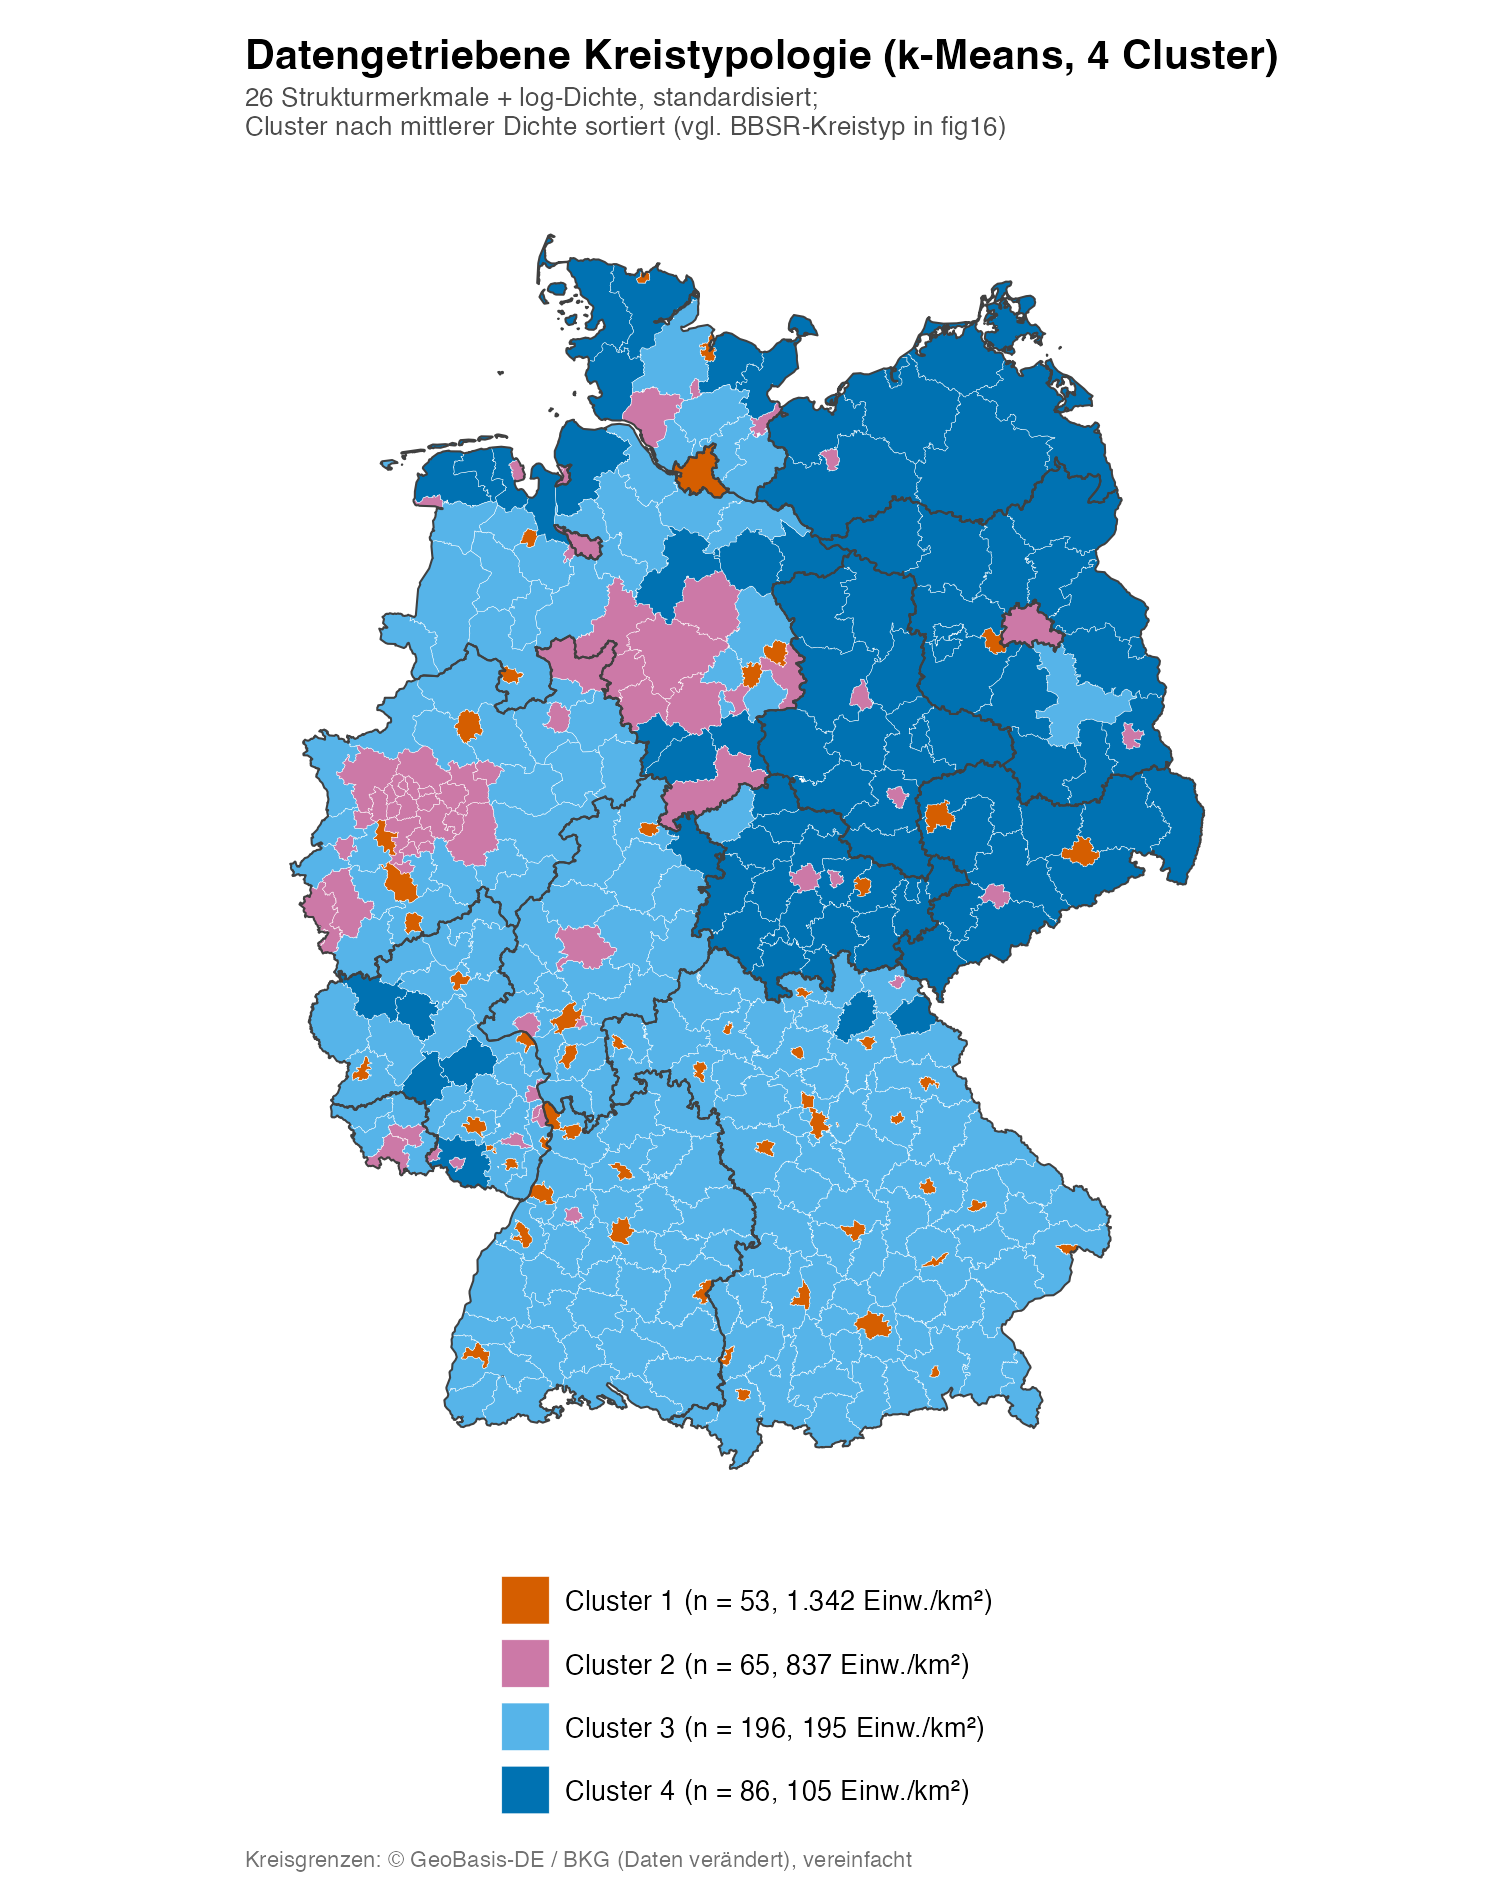 Datengetriebene Kreistypologie (k-Means, 4 Cluster)
26 Strukturmerkmale + log-Dichte, standardisiert;
Cluster nach mittlerer Dichte sortiert (vgl. BBSR-Kreistyp in fig16)
Cluster 1 (n = 53, 1.342 Einw./km²)
Cluster 2 (n = 65, 837 Einw./km²)
Cluster 3 (n = 196, 195 Einw./km²)
Cluster 4 (n = 86, 105 Einw./km²)
Kreisgrenzen: © GeoBasis-DE / BKG (Daten verändert), vereinfacht